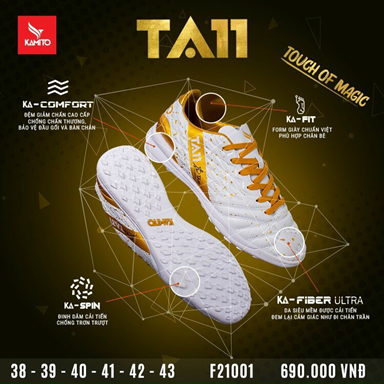 KAMITO
TA11
TOUCH OF MAGIC
KA-COMFORT
ĐỆM GIẢM CHẤN CAO CẤP
CHỐNG CHẤN THƯƠNG,
BẢO VỆ ĐẦU GỐI VÀ BÀN CHÂN
KA-FIT
FORM GIÀY CHUẨN VIỆT
PHÙ HỢP CHÂN BÈ
TA11
KAMITO
KA-SPIN
ĐINH DĂM CẢI TIẾN
CHỐNG TRƠN TRƯỢT
KA-FIBER ULTRA
DA SIÊU MỀM ĐƯỢC CẢI TIẾN
ĐEM LẠI CẢM GIÁC NHƯ ĐI CHÂN TRẦN
38 - 39 - 40 - 41 - 42 - 43
F21001
690.000 VNĐ